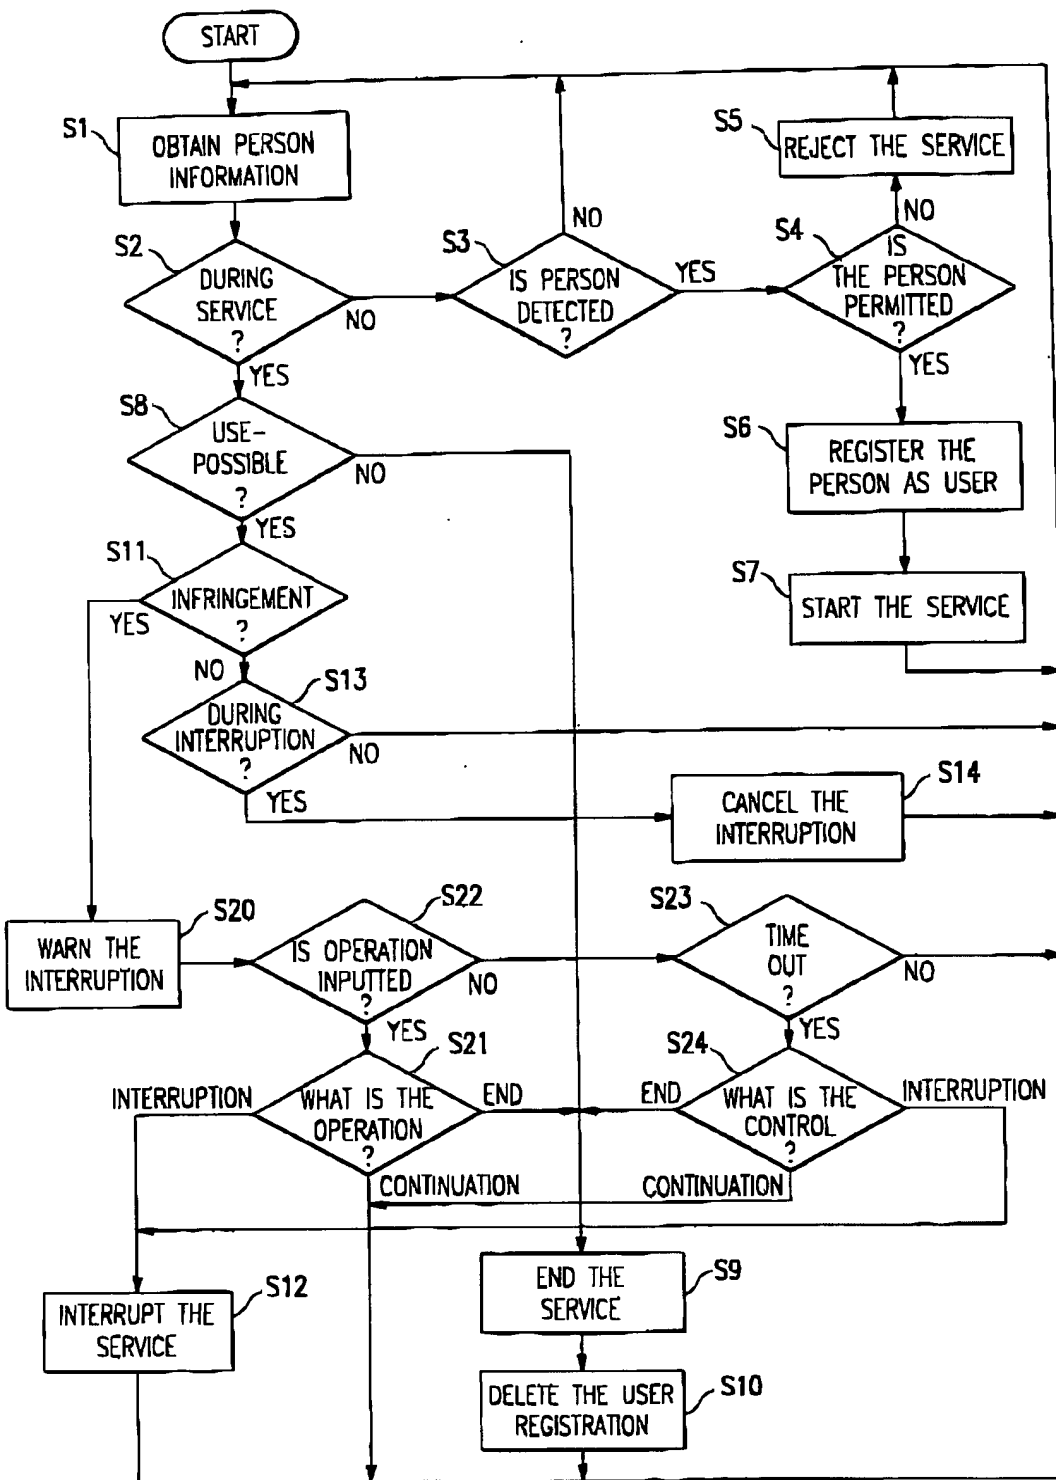 START
S1
OBTAIN PERSON
INFORMATION
S5
REJECT THE SERVICE
NO
S2
DURING
SERVICE
?
NO
YES
S3
NO
IS PERSON
DETECTED
?
YES
S4
IS
THE PERSON
PERMITTED
?
YES
S8
USE-
POSSIBLE
?
NO
YES
S6
REGISTER THE
PERSON AS USER
S11
INFRINGEMENT
?
YES
NO
S7
START THE SERVICE
S13
DURING
INTERRUPTION
?
NO
YES
S14
CANCEL THE
INTERRUPTION
S20
WARN THE
INTERRUPTION
S22
IS OPERATION
INPUTTED
?
NO
YES
S23
TIME
OUT
?
NO
YES
S21
INTERRUPTION
WHAT IS THE
OPERATION
?
END
CONTINUATION
S24
END
WHAT IS THE
CONTROL
?
INTERRUPTION
CONTINUATION
S9
END THE
SERVICE
S12
INTERRUPT THE
SERVICE
S10
DELETE THE USER
REGISTRATION